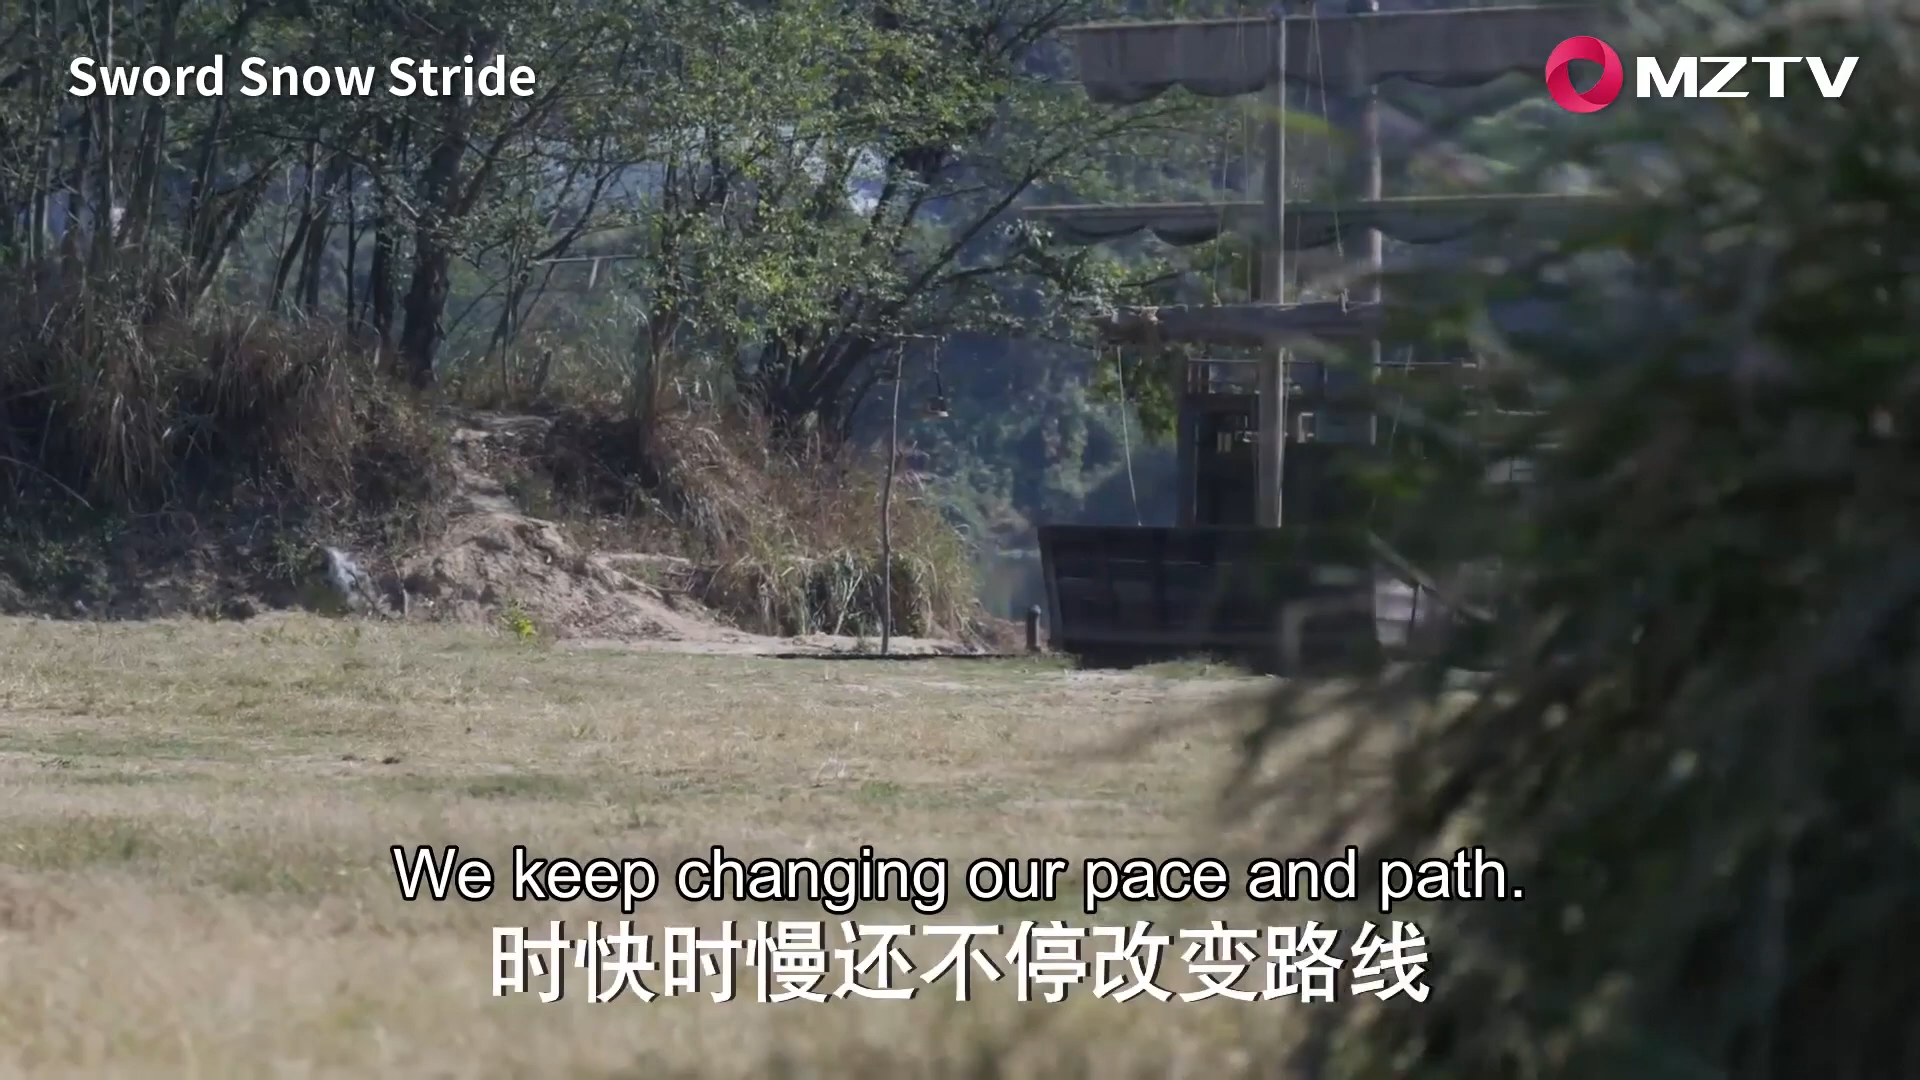 Sword Snow Stride
MZTV
We keep changing our pace and path.
时快时慢还不停改变路线